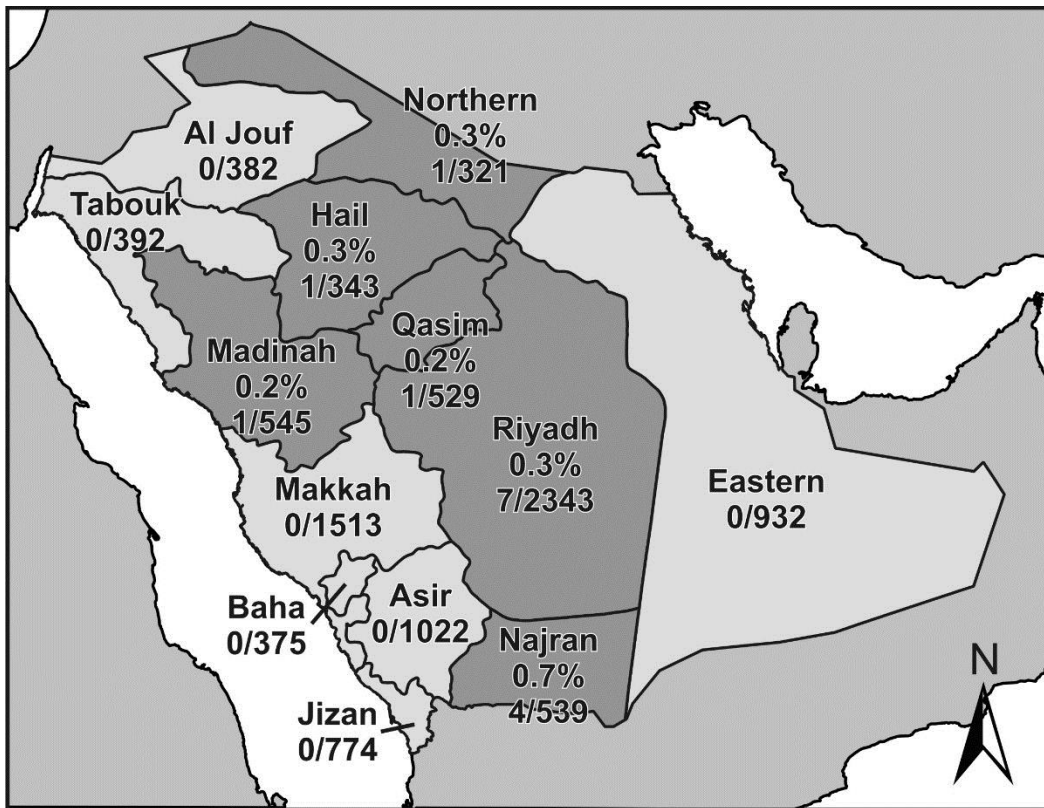 Northern
0.3%
1/321
Al Jouf
0/382
Tabouk
0/392
Hail
0.3%
1/343
Qasim
0.2%
1/529
Madinah
0.2%
1/545
Riyadh
0.3%
7/2343
Eastern
0/932
Makkah
0/1513
Baha
0/375
Asir
0/1022
Najran
0.7%
4/539
Jizan
0/774
N